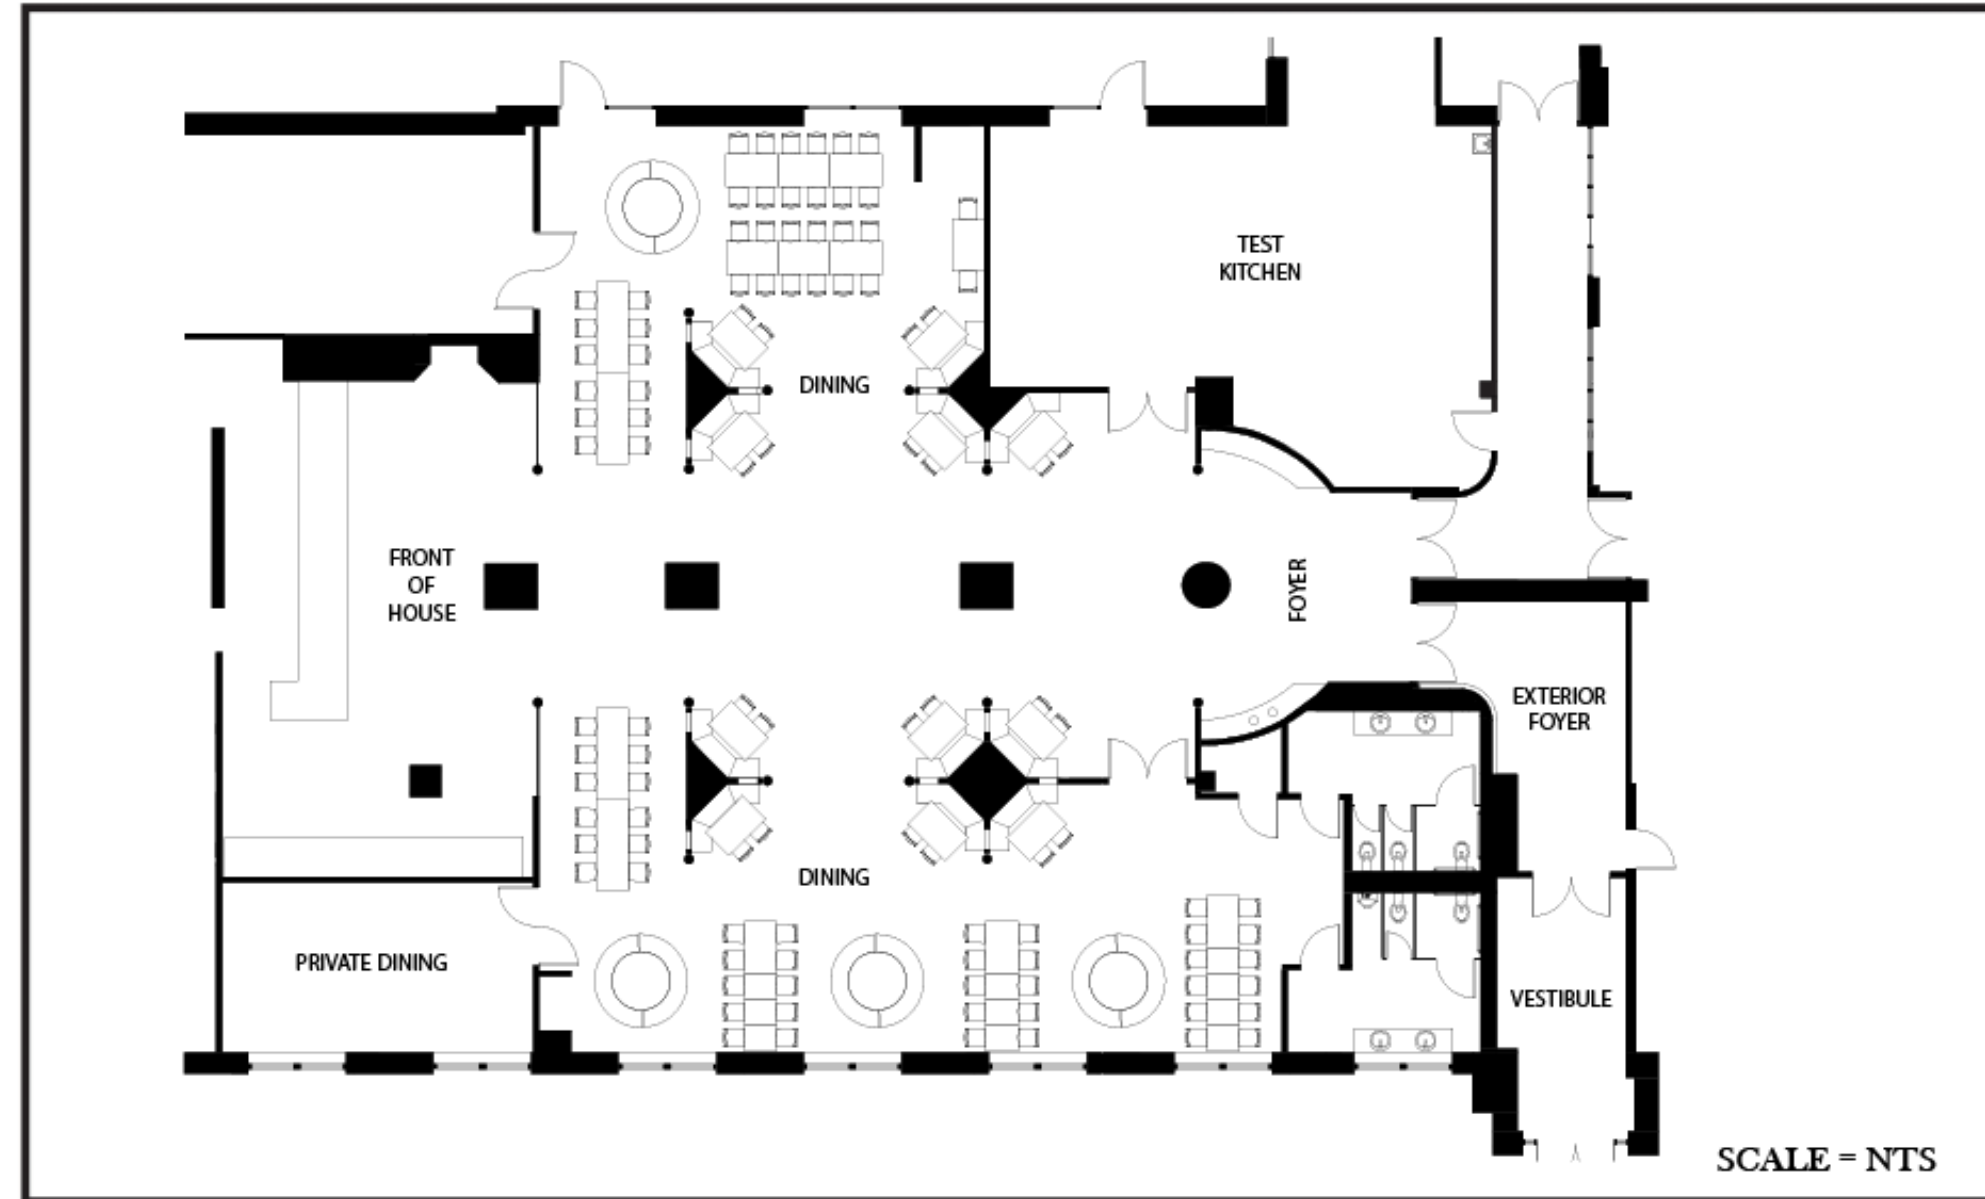 TEST
KITCHEN
DINING
FRONT
OF
HOUSE
FOYER
EXTERIOR
FOYER
DINING
PRIVATE DINING
VESTIBULE
SCALE = NTS